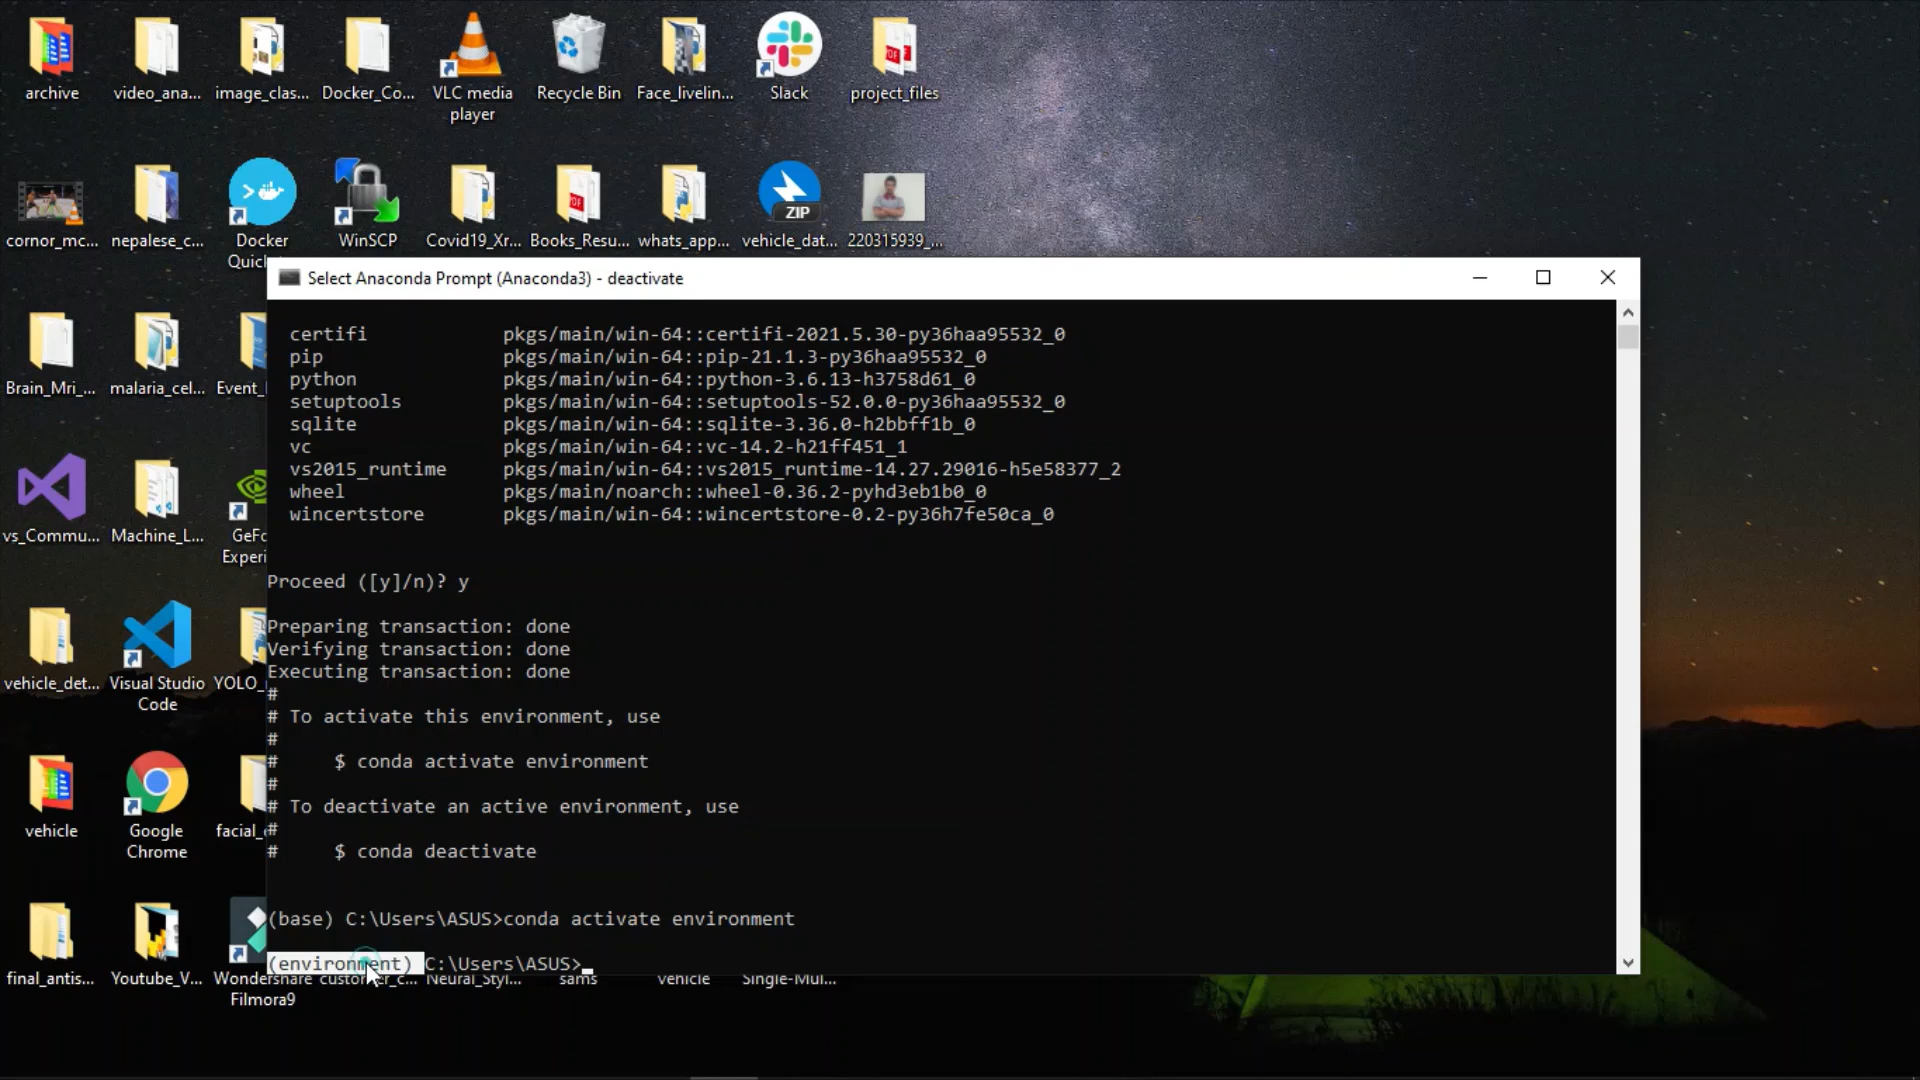 archive
video_ana...
image_clas...
Docker_Co...
VLC media
player
Recycle Bin
Face_livelin...
Slack
project_files
PDF
cornor_mc...
nepalese_c...
Docker
Quick
WinSCP
Covid19_Xr...
PDF
Books_Resu...
whats_app...
ZIP
vehicle_dat...
220315939_...
Select Anaconda Prompt (Anaconda3) - deactivate
Brain_Mri_...
malaria_cel...
Event_
vs_Commu...
Machine_L...
GeFo
Experi
vehicle_det...
Visual Studio
Code
YOLO_
vehicle
Google
Chrome
facial_
final_antis...
Youtube_V...
Wondershare
Filmora9
customer_c...
Neural_Styl...
sams
vehicle
Single-Mul...
certifi pkgs/main/win-64::certifi-2021.5.30-py36haa95532_0
pip pkgs/main/win-64::pip-21.1.3-py36haa95532_0
python pkgs/main/win-64::python-3.6.13-h3758d61_0
setuptools pkgs/main/win-64::setuptools-52.0.0-py36haa95532_0
sqlite pkgs/main/win-64::sqlite-3.36.0-h2bbff1b_0
vc pkgs/main/win-64::vc-14.2-h21ff451_1
vs2015_runtime pkgs/main/win-64::vs2015_runtime-14.27.29016-h5e58377_2
wheel pkgs/main/noarch::wheel-0.36.2-pyhd3eb1b0_0
wincertstore pkgs/main/win-64::wincertstore-0.2-py36h7fe50ca_0
Proceed ([y]/n)? y
Preparing transaction: done
Verifying transaction: done
Executing transaction: done
#
# To activate this environment, use
#
# $ conda activate environment
#
# To deactivate an active environment, use
#
# $ conda deactivate
(base) C:\Users\ASUS>conda activate environment
(environment) C:\Users\ASUS>